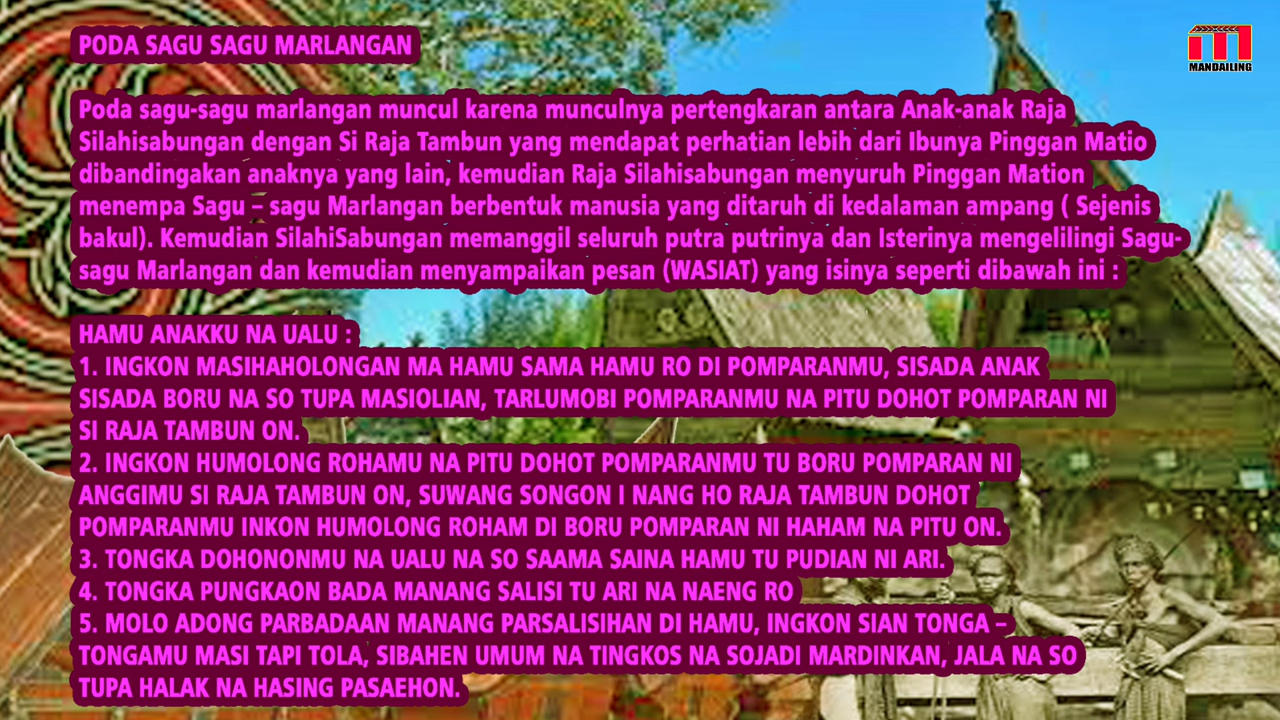 PODA SAGU SAGU MARLANGAN
MANDAILING
Poda sagu-sagu marlangan muncul karena munculnya pertengkaran antara Anak-anak Raja
Silahisabungan dengan Si Raja Tambun yang mendapat perhatian lebih dari Ibunya Pinggan Matio
dibandingakan anaknya yang lain, kemudian Raja Silahisabungan menyuruh Pinggan Mation
menempa Sagu – sagu Marlangan berbentuk manusia yang ditaruh di kedalaman ampang ( Sejenis
bakul). Kemudian SilahiSabungan memanggil seluruh putra putrinya dan Isterinya mengelilingi Sagu-
sagu Marlangan dan kemudian menyampaikan pesan (WASIAT) yang isinya seperti dibawah ini :
HAMU ANAKKU NA UALU :
1. INGKON MASIHAHOLONGAN MA HAMU SAMA HAMU RO DI POMPARANMU, SISADA ANAK
SISADA BORU NA SO TUPA MASIOLIAN, TARLUMOBI POMPARANMU NA PITU DOHOT POMPARAN NI
SI RAJA TAMBUN ON.
2. INGKON HUMOLONG ROHAMU NA PITU DOHOT POMPARANMU TU BORU POMPARAN NI
ANGGIMU SI RAJA TAMBUN ON, SUWANG SONGON I NANG HO RAJA TAMBUN DOHOT
POMPARANMU INKON HUMOLONG ROHAM DI BORU POMPARAN NI HAHAM NA PITU ON.
3. TONGKA DOHONONMU NA UALU NA SO SAAMA SAINA HAMU TU PUDIAN NI ARI.
4. TONGKA PUNGKAON BADA MANANG SALISI TU ARI NA NAENG RO
5. MOLO ADONG PARBADAAN MANANG PARSALISIHAN DI HAMU, INGKON SIAN TONGA –
TONGAMU MASI TAPI TOLA, SIBAHEN UMUM NA TINGKOS NA SOJADI MARDINKAN, JALA NA SO
TUPA HALAK NA HASING PASAEHON.